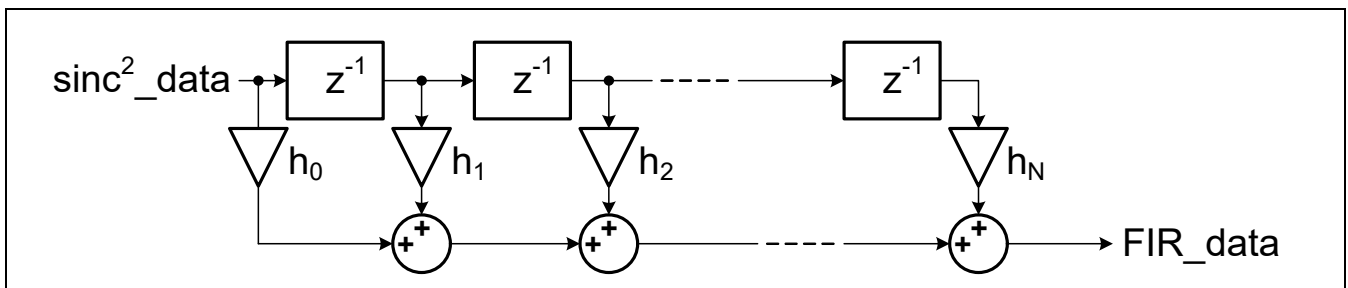 sinc²_data
z⁻¹
z⁻¹
z⁻¹
h₀
h₁
h₂
h_N
+
+
+
+
+
+
FIR_data